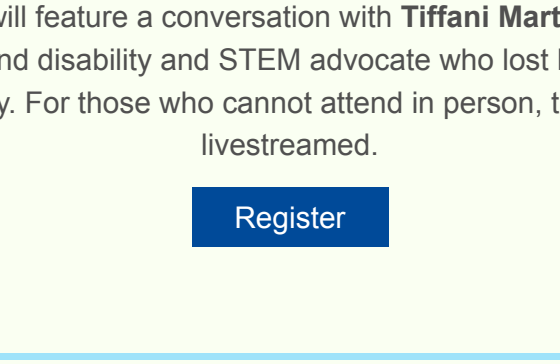 will feature a conversation with Tiffani Mart
nd disability and STEM advocate who lost
y. For those who cannot attend in person, t
livestreamed.
Register